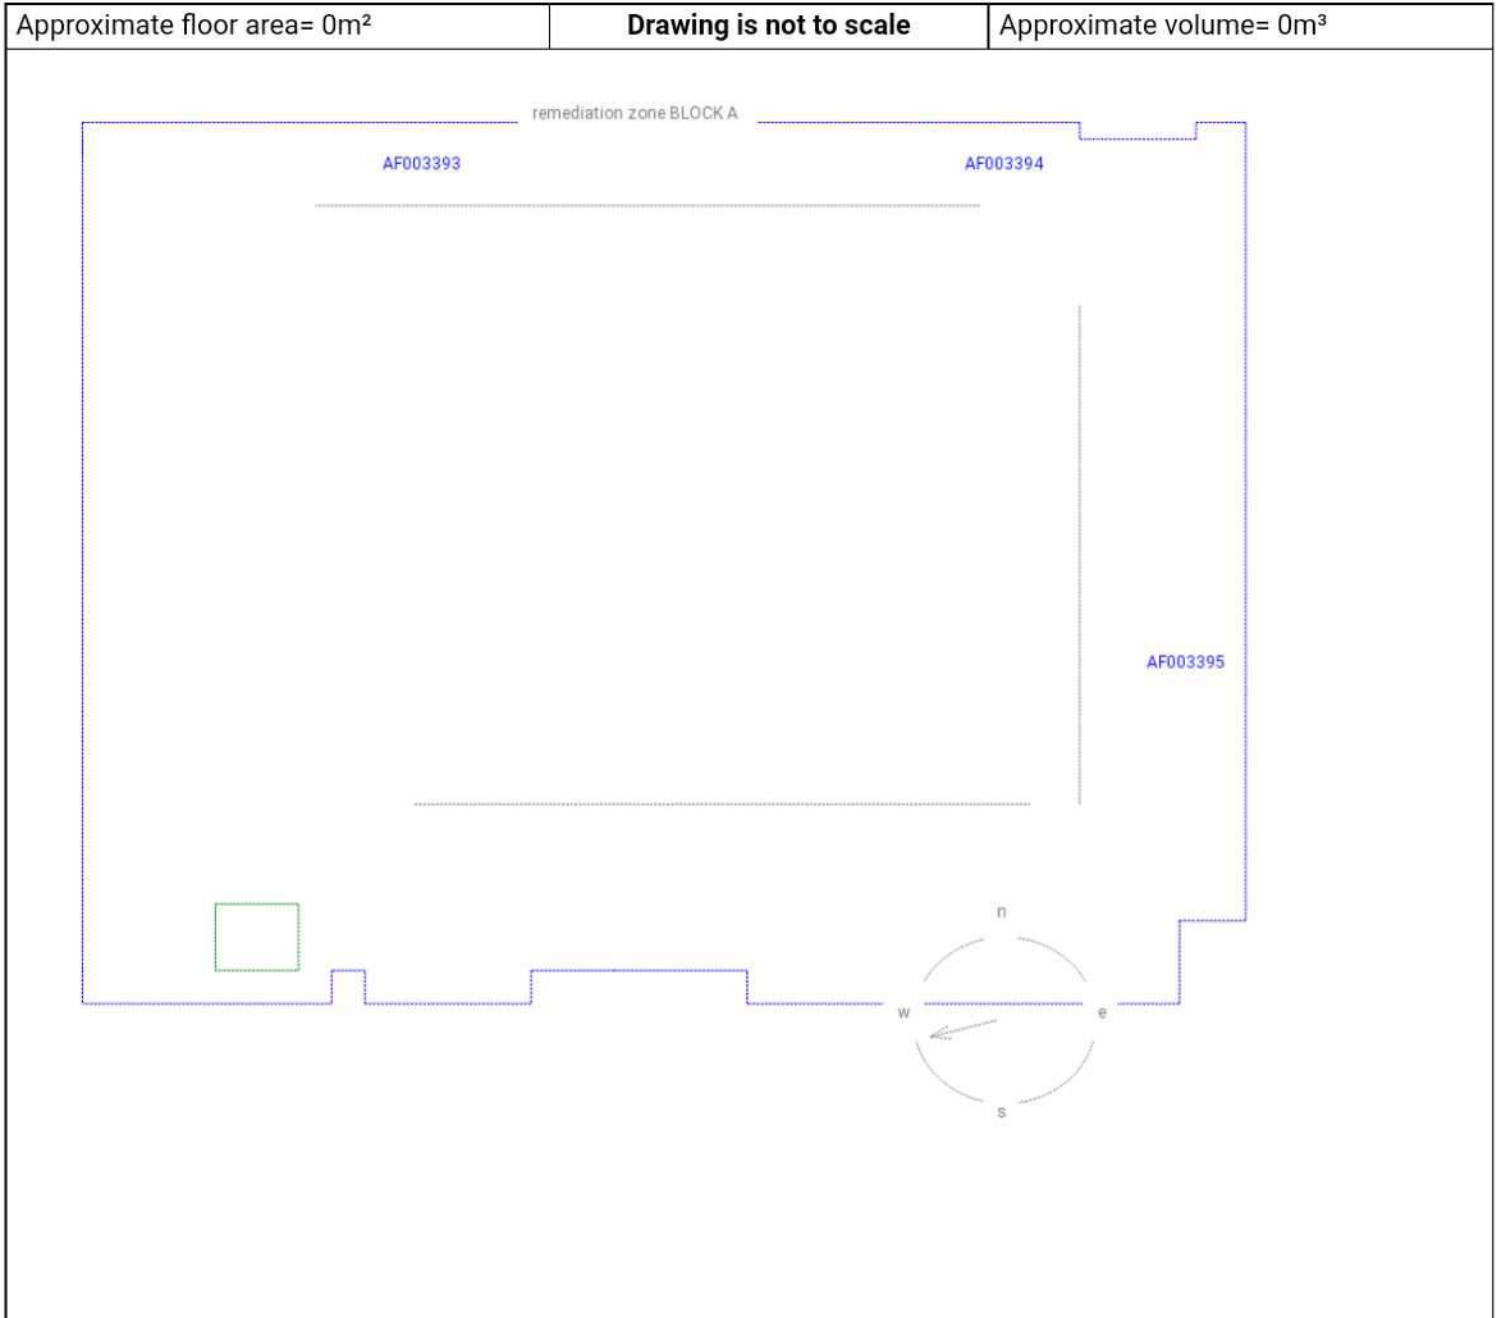 Approximate floor area= 0m²
Drawing is not to scale
Approximate volume= 0m³
remediation zone BLOCK A
AF003393
AF003394
AF003395
n
w
e
s